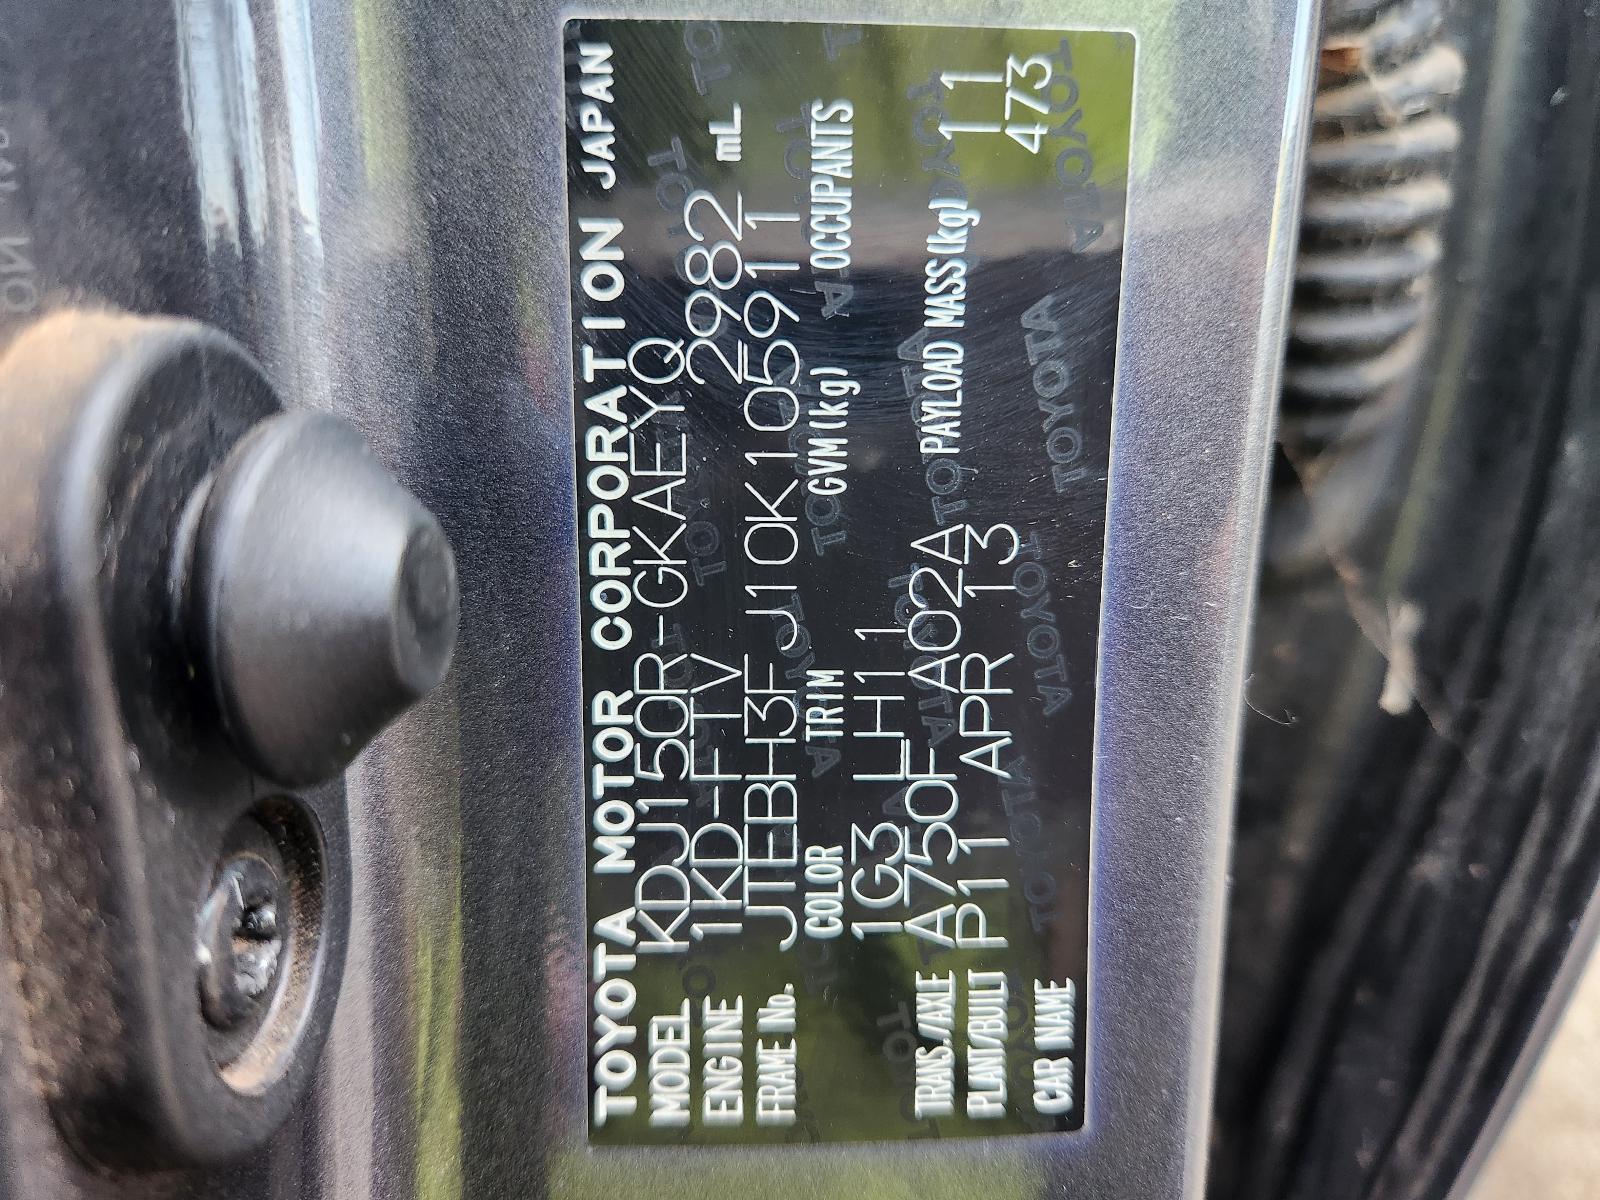 TOYOTA MOTOR CORPORATION JAPAN
MODEL KDJ150R-GKAEYQ
ENGINE 1KD-FTV 2982 mL
FRAME No. JTEBH3FJ10K105911
COLOR TRIM GVM(kg) OCCUPANTS
1G3 LH11
TRANS./AXLE A750F A02A PAYLOAD MASS(kg) 11
PLANT/BUILT P11 APR 13 473
CAR NAME